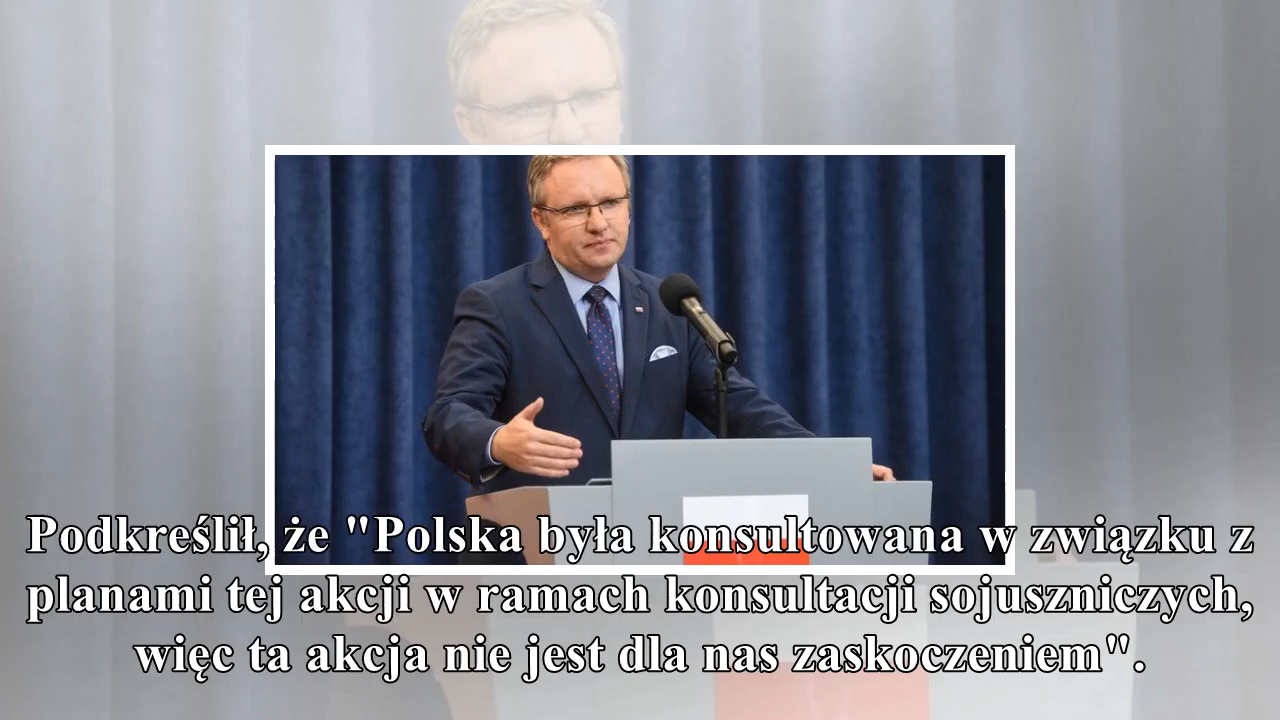 Podkreślił, że "Polska była konsultowana w związku z
planami tej akcji w ramach konsultacji sojuszniczych,
więc ta akcja nie jest dla nas zaskoczeniem".